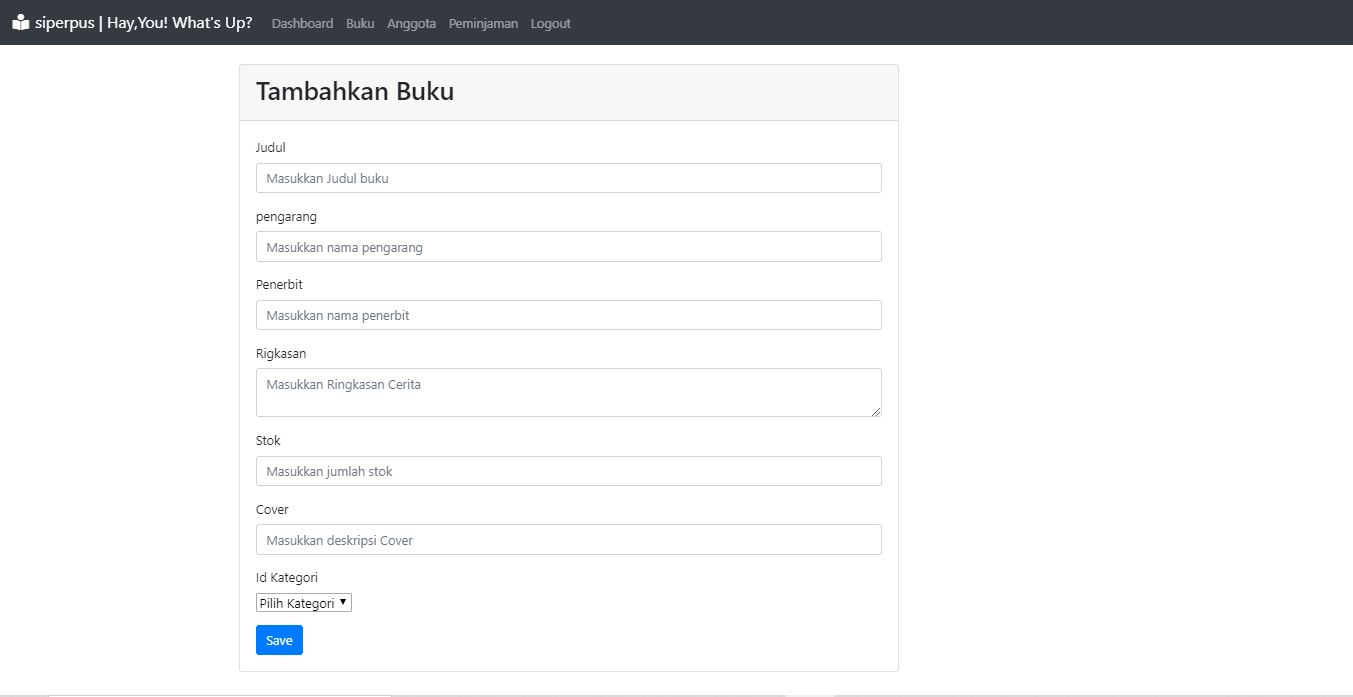 siperpus | Hay,You! What's Up? Dashboard Buku Anggota Peminjaman Logout
Tambahkan Buku
Judul
Masukkan Judul buku
pengarang
Masukkan nama pengarang
Penerbit
Masukkan nama penerbit
Rigkasan
Masukkan Ringkasan Cerita
Stok
Masukkan jumlah stok
Cover
Masukkan deskripsi Cover
Id Kategori
Pilih Kategori
Save